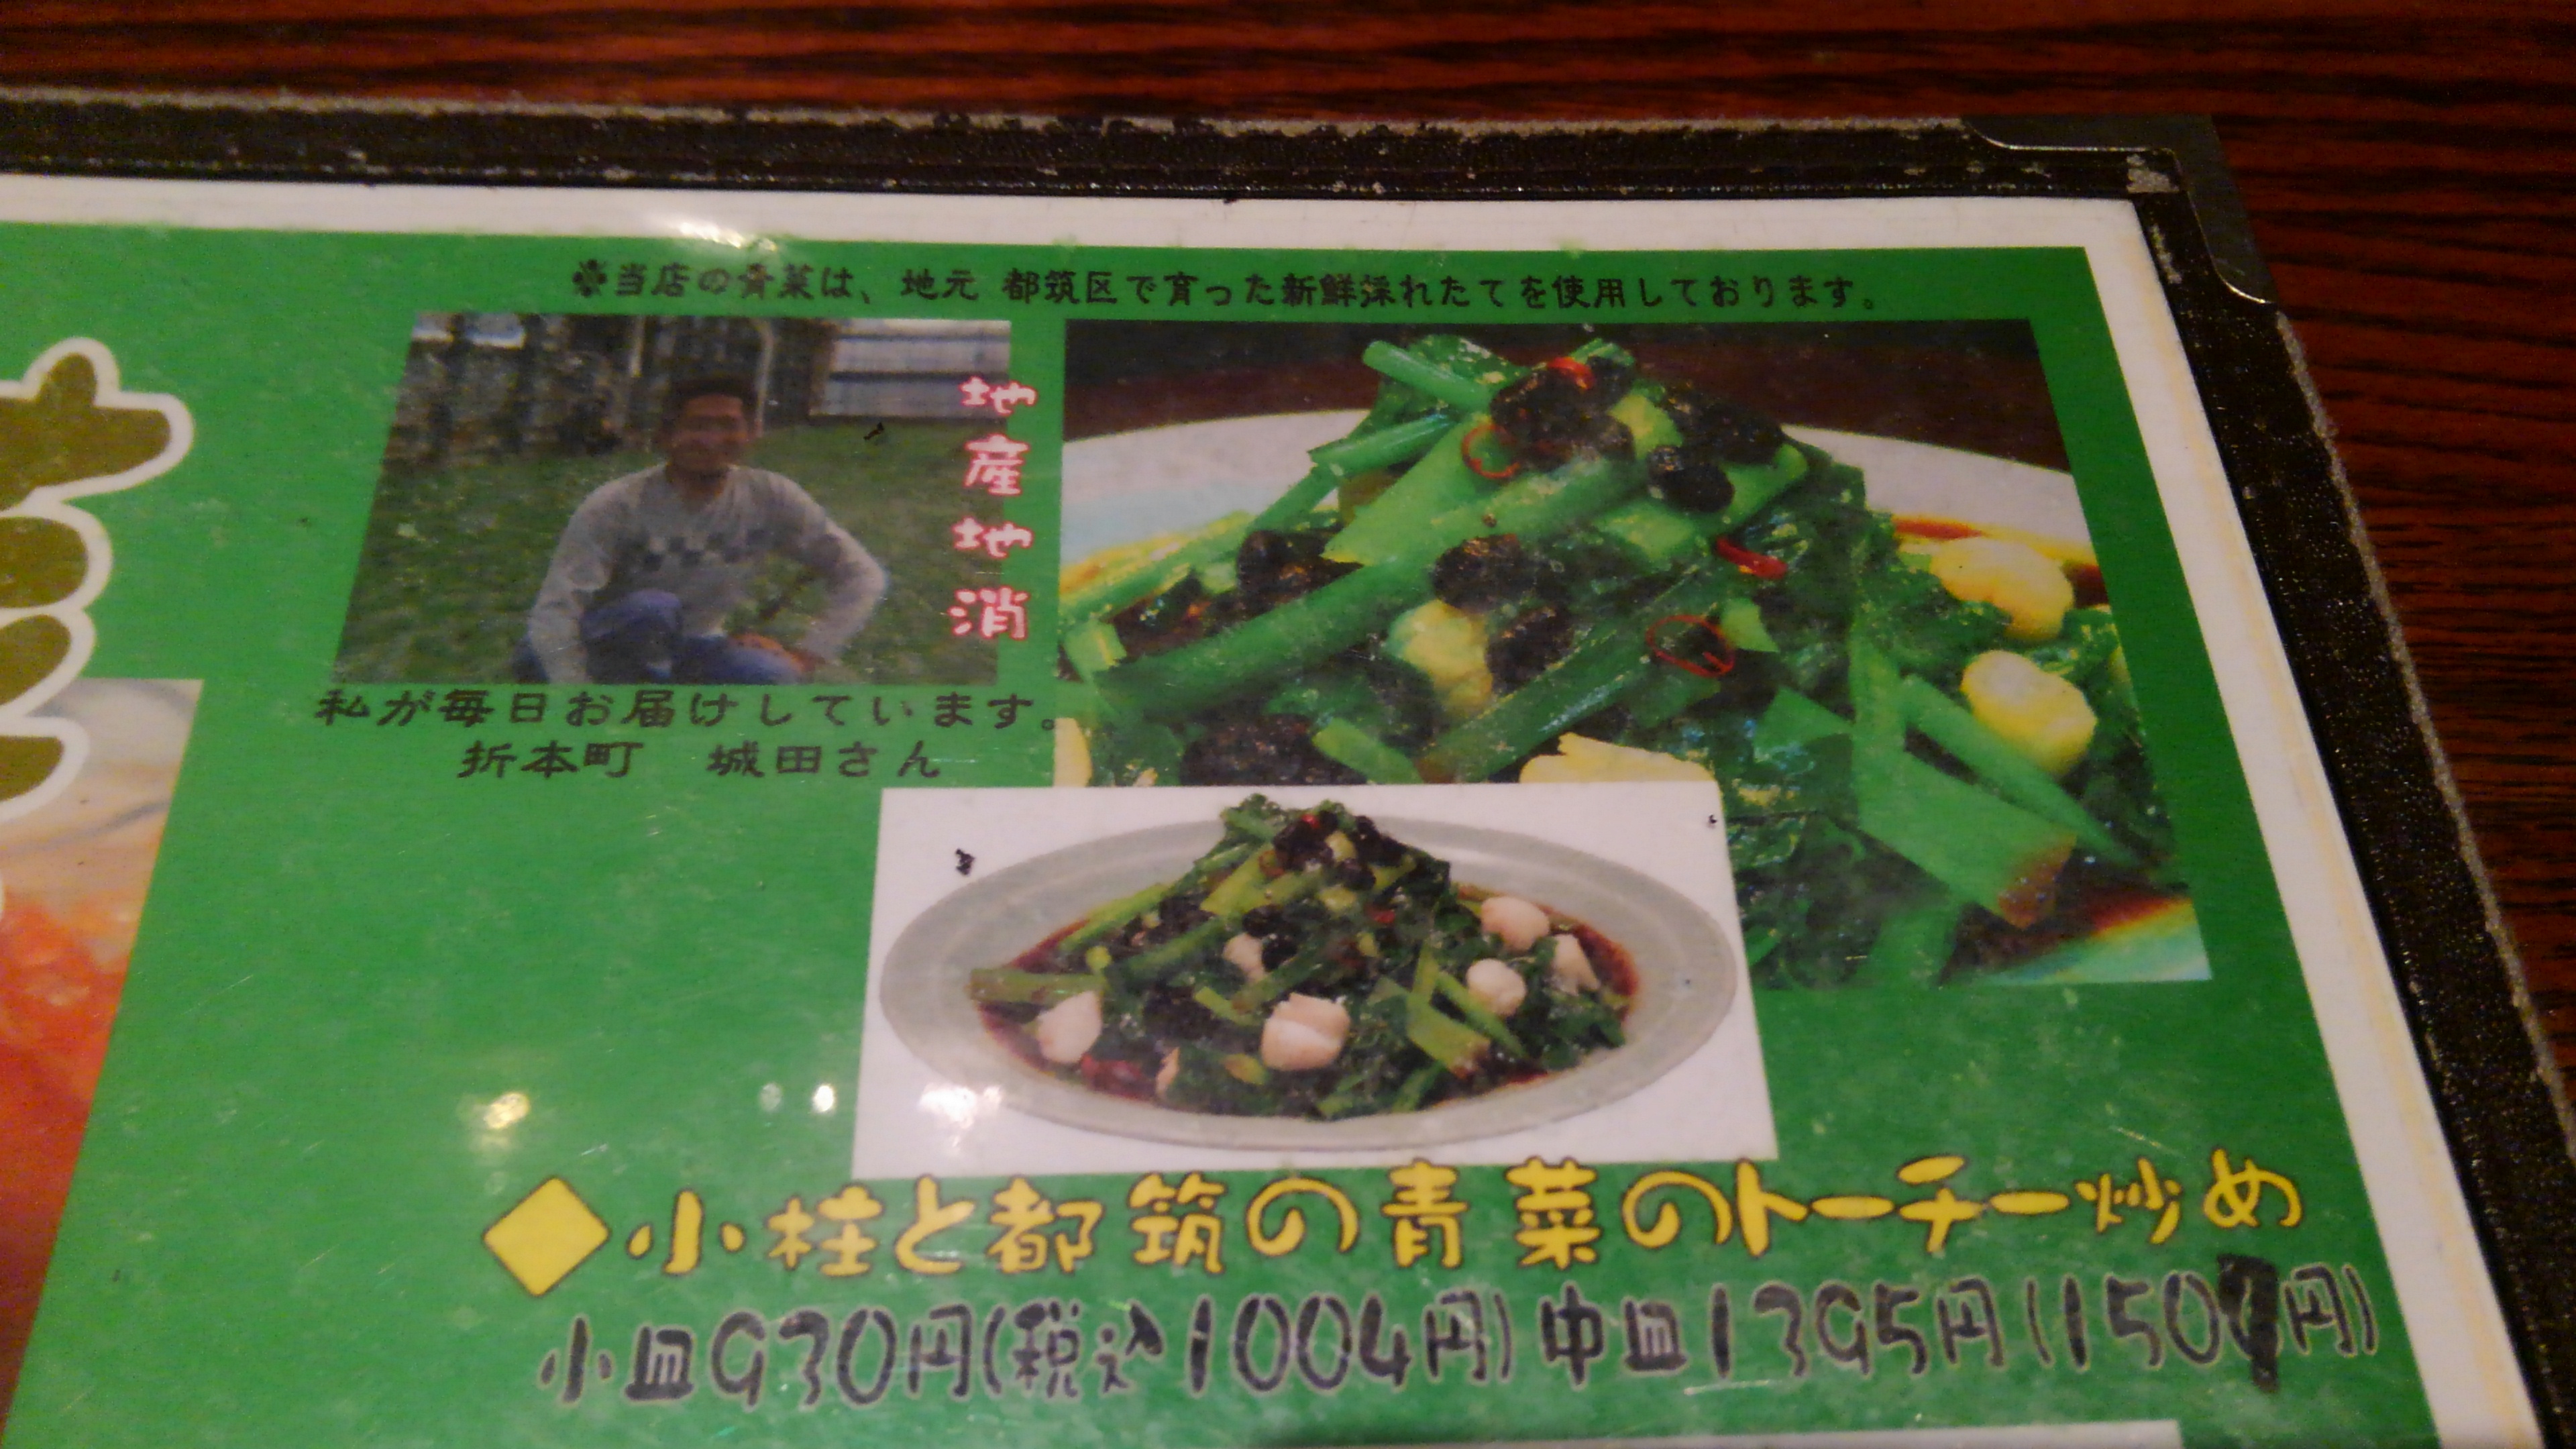 ※当店の青菜は、地元 都筑区で育った新鮮採れたてを使用しております。
地産地消
私が毎日お届けしています。
折本町　城田さん
◆小柱と都筑の青菜のトーチー炒め
小皿930円(税込1004円)中皿1395円(1507円)